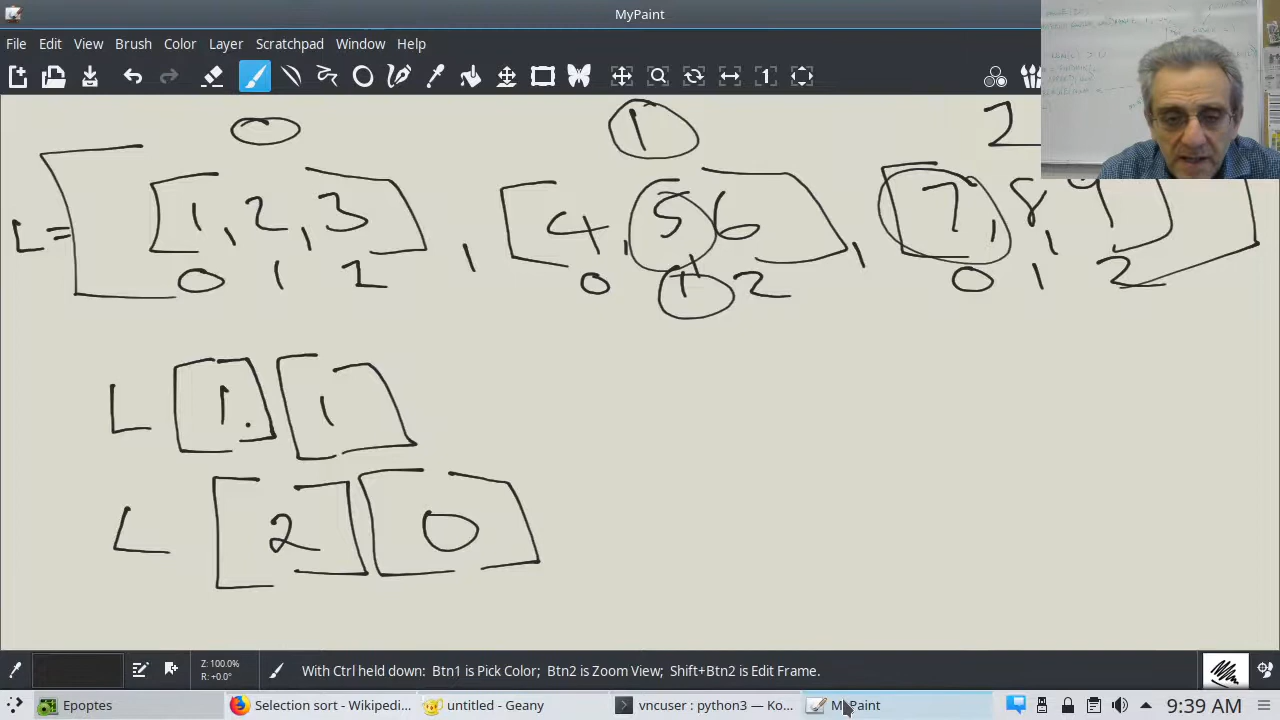 MyPaint
File Edit View Brush Color Layer Scratchpad Window Help
0 1 2
L= [ [1,2,3] , [4,5 6] , [7,8,9] ]
0 1 2 0 1 2 0 1 2
L [1.] [1]
L [2] [0]
Z: 100.0%
R: +0.0°
With Ctrl held down: Btn1 is Pick Color; Btn2 is Zoom View; Shift+Btn2 is Edit Frame.
Epoptes Selection sort - Wikipedi... untitled - Geany vncuser : python3 — Ko... MyPaint 9:39 AM